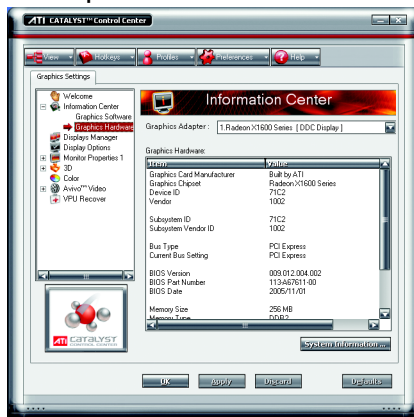 ATI CATALYST™ Control Center
View
Hotkeys
Profiles
Preferences
Help
Graphics Settings
Welcome
Information Center
Graphics Software
Graphics Hardware
Displays Manager
Display Options
Monitor Properties 1
3D
Color
Avivo™ Video
VPU Recover
Information Center
Graphics Adapter :
1.Radeon X1600 Series [ DDC Display ]
Graphics Hardware:
Item Value
Graphics Card Manufacturer Built by ATI
Graphics Chipset Radeon X1600 Series
Device ID 71C2
Vendor 1002
Subsystem ID 71C2
Subsystem Vendor ID 1002
Bus Type PCI Express
Current Bus Setting PCI Express
BIOS Version 009.012.004.002
BIOS Part Number 113-A67611-00
BIOS Date 2005/11/01
Memory Size 256 MB
Memory Type DDR2
ATI CATALYST
CONTROL CENTER
System Information ...
OK
Apply
Discard
Defaults